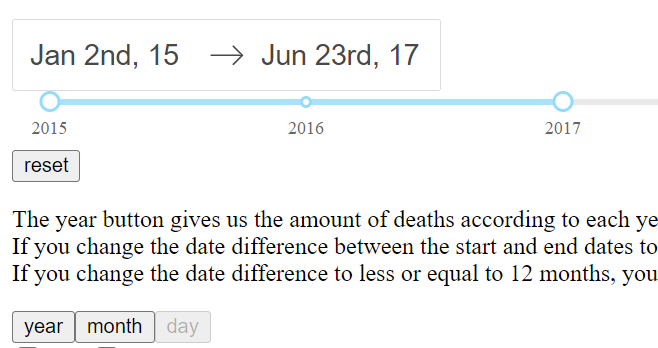 Jan 2nd, 15 → Jun 23rd, 17
2015 2016 2017
reset
The year button gives us the amount of deaths according to each ye
If you change the date difference between the start and end dates to
If you change the date difference to less or equal to 12 months, you
year month day